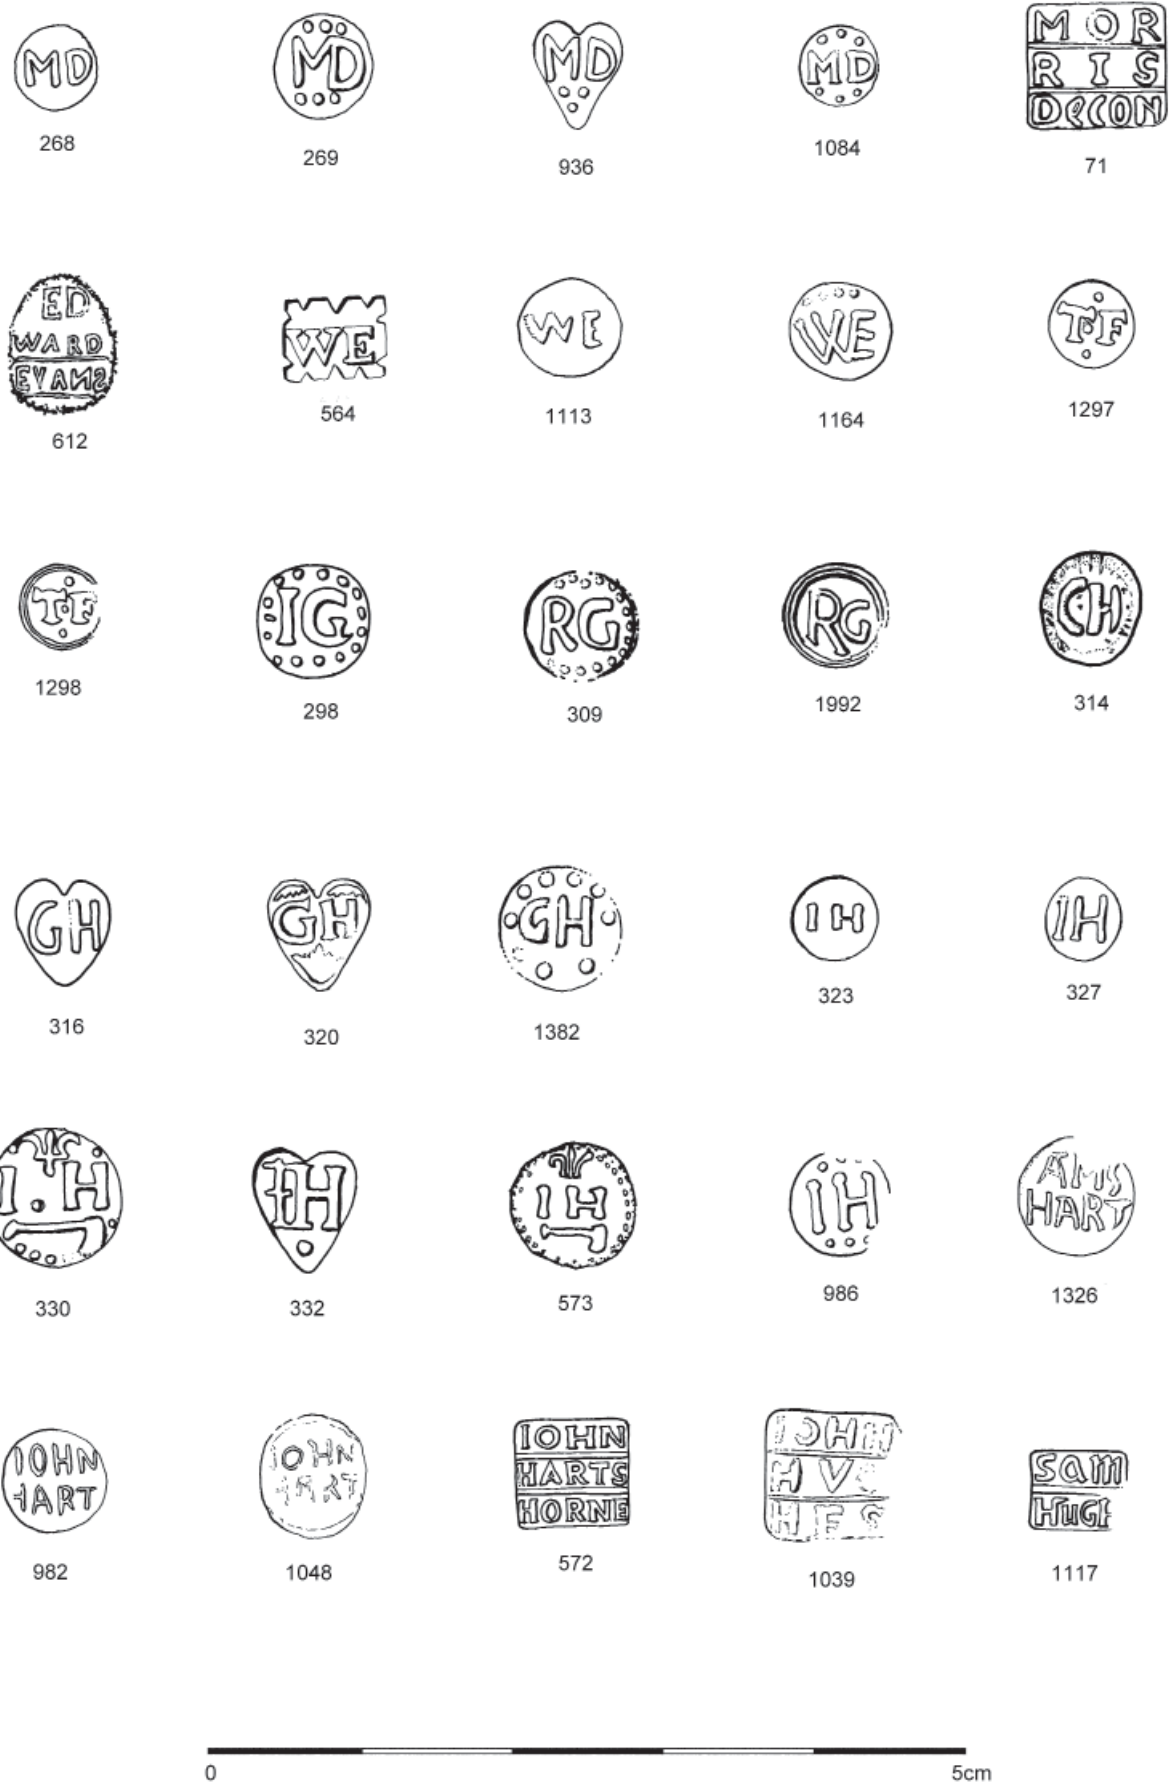 MD
268
MD
269
MD
936
MD
1084
MOR
RIS
DeCON
71
ED
WARD
EVANS
612
WE
564
WE
1113
WE
1164
T·F
1297
T·F
1298
IG
298
RG
309
RG
1992
CH
314
GH
316
GH
320
GH
1382
IH
323
IH
327
I.H
330
IH
332
IH
573
IH
986
AMS
HART
1326
IOHN
HART
982
IOHN
HART
1048
IOHN
HARTS
HORNE
572
IOHN
HVS
HES
1039
Sam
HuGH
1117
0 5cm